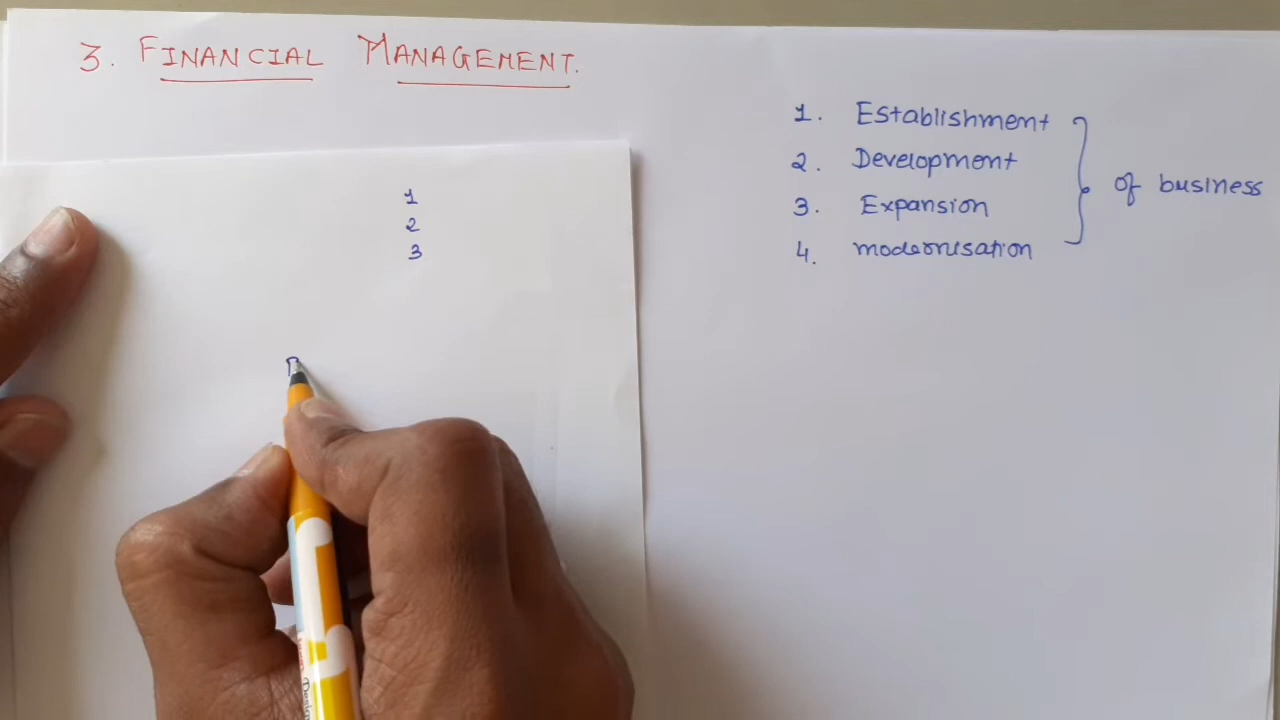 3. FINANCIAL MANAGEMENT.
1
2
3
1. Establishment
2. Development
3. Expansion
4. modernisation
of business